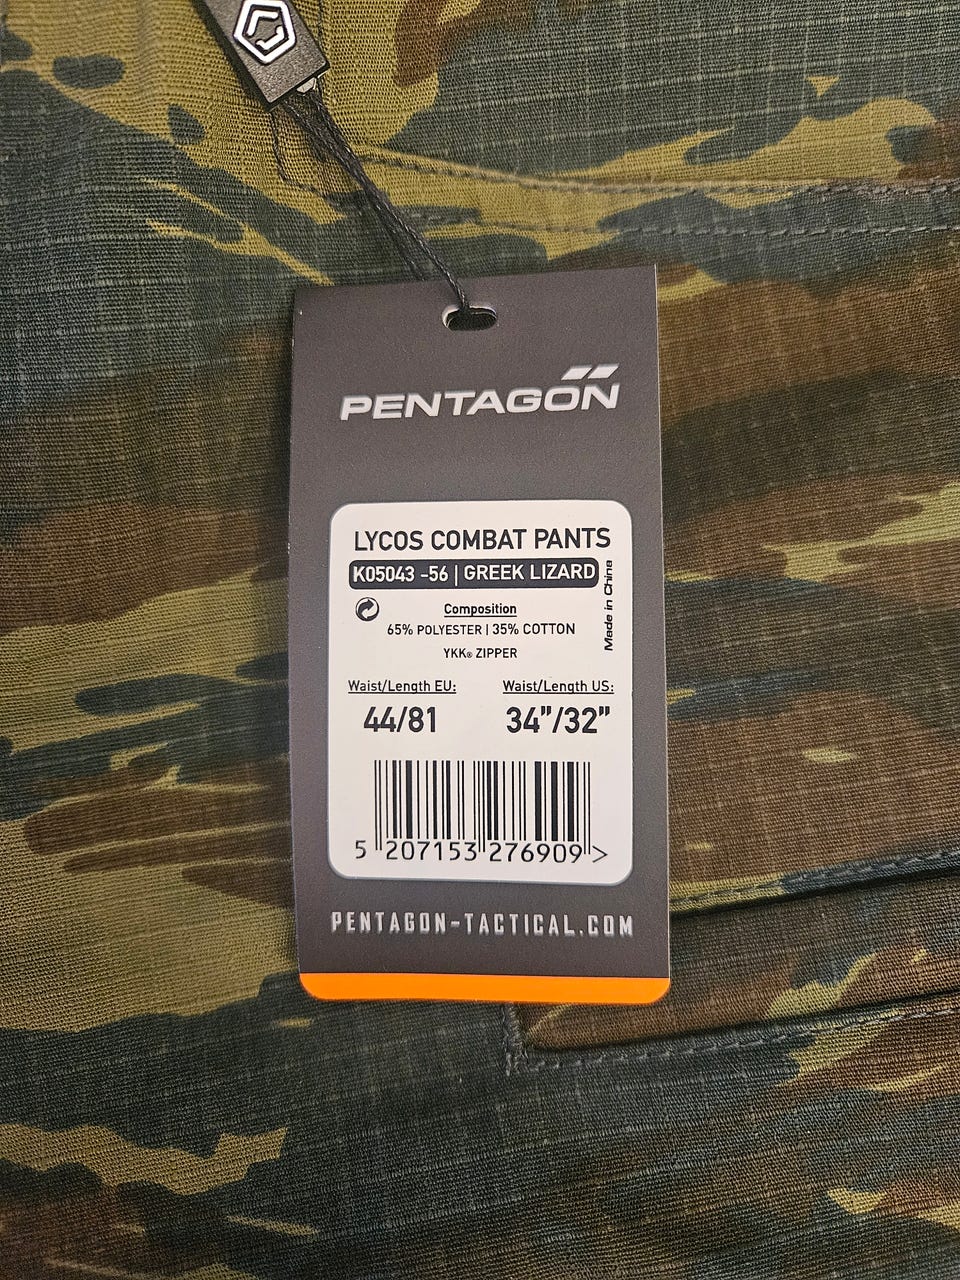 PENTAGON
LYCOS COMBAT PANTS
K05043 -56 | GREEK LIZARD
Made in China
Composition
65% POLYESTER | 35% COTTON
YKK® ZIPPER
Waist/Length EU: Waist/Length US:
44/81 34”/32”
5 207153 276909 >
PENTAGON-TACTICAL.COM